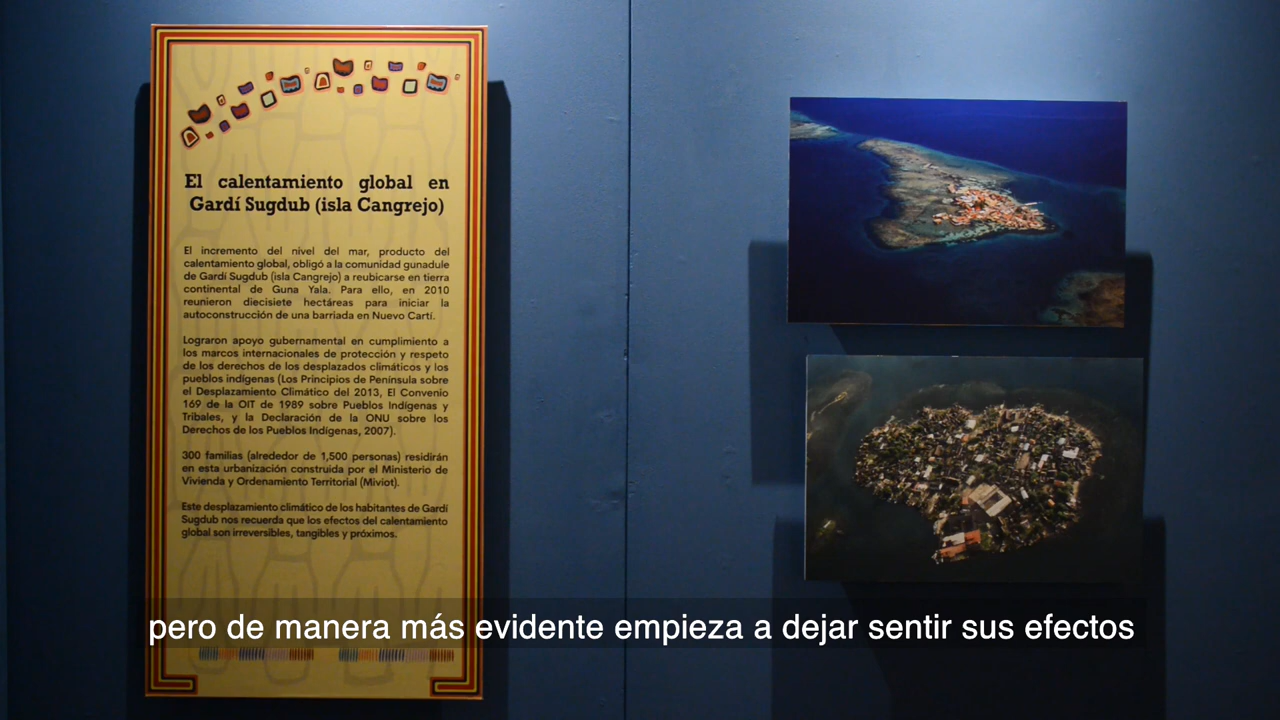 El calentamiento global en
Gardí Sugdub (isla Cangrejo)
El incremento del nivel del mar, producto del
calentamiento global, obligó a la comunidad gunadule
de Gardí Sugdub (isla Cangrejo) a reubicarse en tierra
continental de Guna Yala. Para ello, en 2010
reunieron diecisiete hectáreas para iniciar la
autoconstrucción de una barriada en Nuevo Cartí.
Lograron apoyo gubernamental en cumplimiento a
los marcos internacionales de protección y respeto
de los derechos de los desplazados climáticos y los
pueblos indígenas (Los Principios de Península sobre
el Desplazamiento Climático del 2013, El Convenio
169 de la OIT de 1989 sobre Pueblos Indígenas y
Tribales, y la Declaración de la ONU sobre los
Derechos de los Pueblos Indígenas, 2007).
300 familias (alrededor de 1,500 personas) residirán
en esta urbanización construida por el Ministerio de
Vivienda y Ordenamiento Territorial (Miviot).
Este desplazamiento climático de los habitantes de Gardí
Sugdub nos recuerda que los efectos del calentamiento
global son irreversibles, tangibles y próximos.
pero de manera más evidente empieza a dejar sentir sus efectos